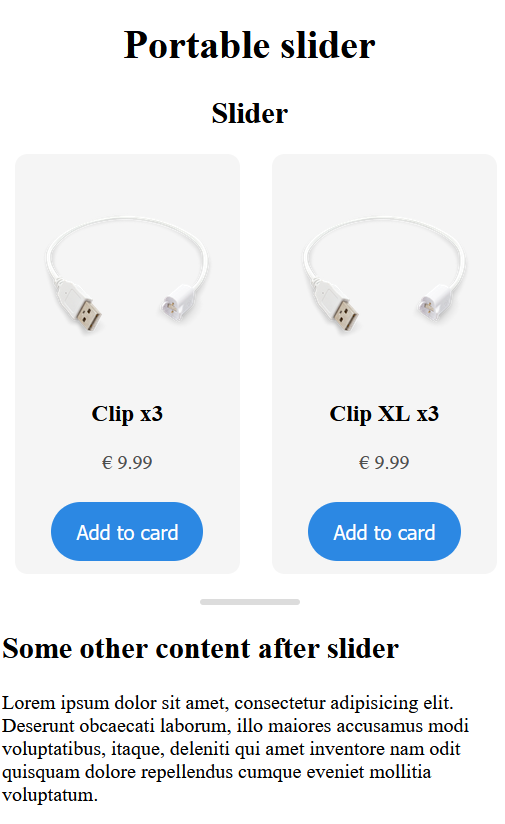 Portable slider
Slider
Clip x3
€ 9.99
Add to card
Clip XL x3
€ 9.99
Add to card
Some other content after slider
Lorem ipsum dolor sit amet, consectetur adipisicing elit.
Deserunt obcaecati laborum, illo maiores accusamus modi
voluptatibus, itaque, deleniti qui amet inventore nam odit
quisquam dolore repellendus cumque eveniet mollitia
voluptatum.